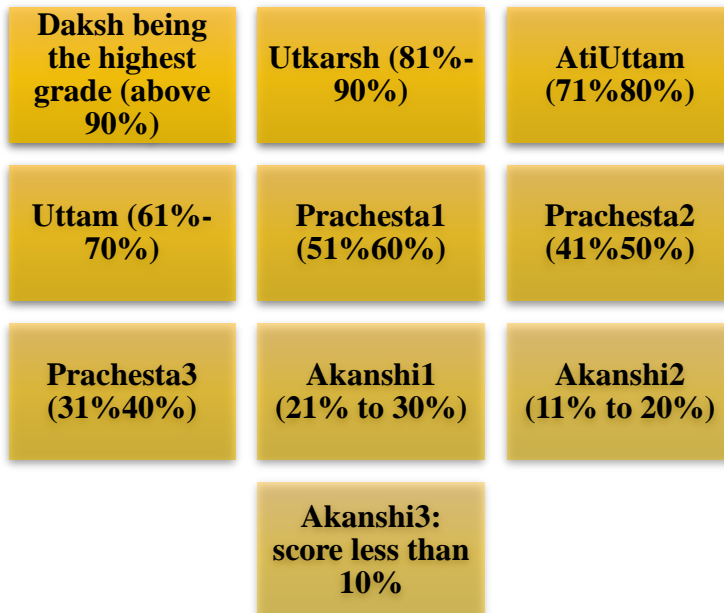 Daksh being
the highest
grade (above
90%)
Utkarsh (81%-
90%)
AtiUttam
(71%80%)
Uttam (61%-
70%)
Prachesta1
(51%60%)
Prachesta2
(41%50%)
Prachesta3
(31%40%)
Akanshi1
(21% to 30%)
Akanshi2
(11% to 20%)
Akanshi3:
score less than
10%